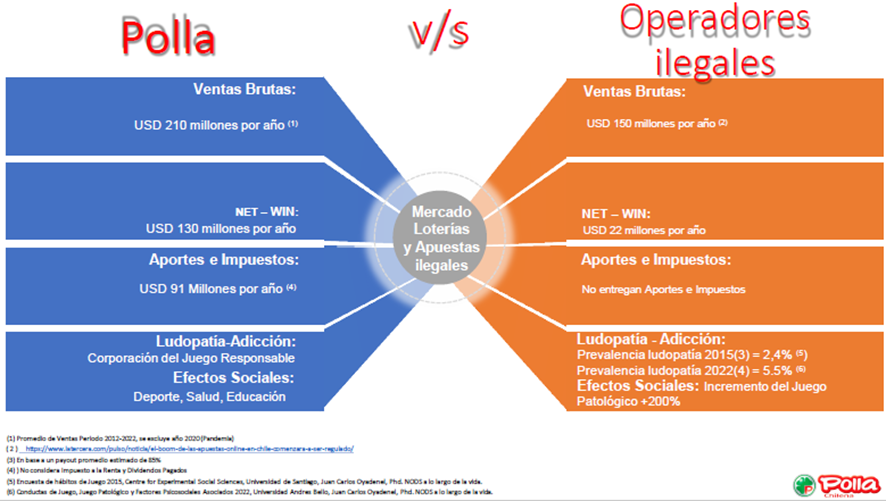 Polla
v/s
Operadores
ilegales
Ventas Brutas:
USD 210 millones por año (1)
NET – WIN:
USD 130 millones por año
Aportes e Impuestos:
USD 91 Millones por año (4)
Ludopatía-Adicción:
Corporación del Juego Responsable
Efectos Sociales:
Deporte, Salud, Educación
Mercado
Loterías
y Apuestas
ilegales
Ventas Brutas:
USD 150 millones por año (2)
NET – WIN:
USD 22 millones por año
Aportes e Impuestos:
No entregan Aportes e Impuestos
Ludopatía - Adicción:
Prevalencia ludopatía 2015(3) = 2,4% (5)
Prevalencia ludopatía 2022(4) = 5.5% (6)
Efectos Sociales: Incremento del Juego
Patológico +200%
(1) Promedio de Ventas Periodo 2012-2022, se excluye año 2020(Pandemia)
( 2 ) https://www.latercera.com/pulso/noticia/el-boom-de-las-apuestas-online-en-chile-comenzara-a-ser-regulado/
(3) En base a un payout promedio estimado de 85%
(4) ) No considera Impuesto a la Renta y Dividendos Pagados
(5) Encuesta de hábitos de Juego 2015, Centre for Experimental Social Sciences, Universidad de Santiago, Juan Carlos Oyadenel, Phd. NODS a lo largo de la vida.
(6) Conductas de Juego, Juego Patológico y Factores Psicosociales Asociados 2022, Universidad Andres Bello, Juan Carlos Oyadenel, Phd. NODS a lo largo de la vida.
Polla
Chilena